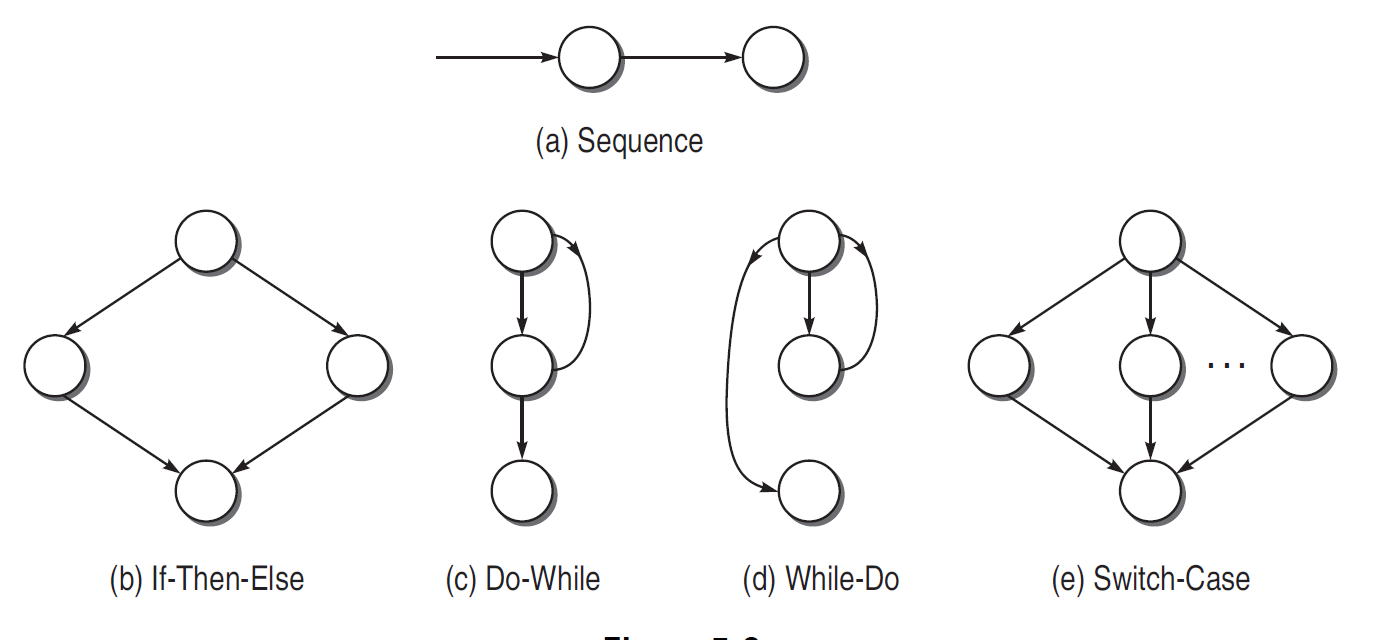 (a) Sequence
(b) If-Then-Else
(c) Do-While
(d) While-Do
(e) Switch-Case